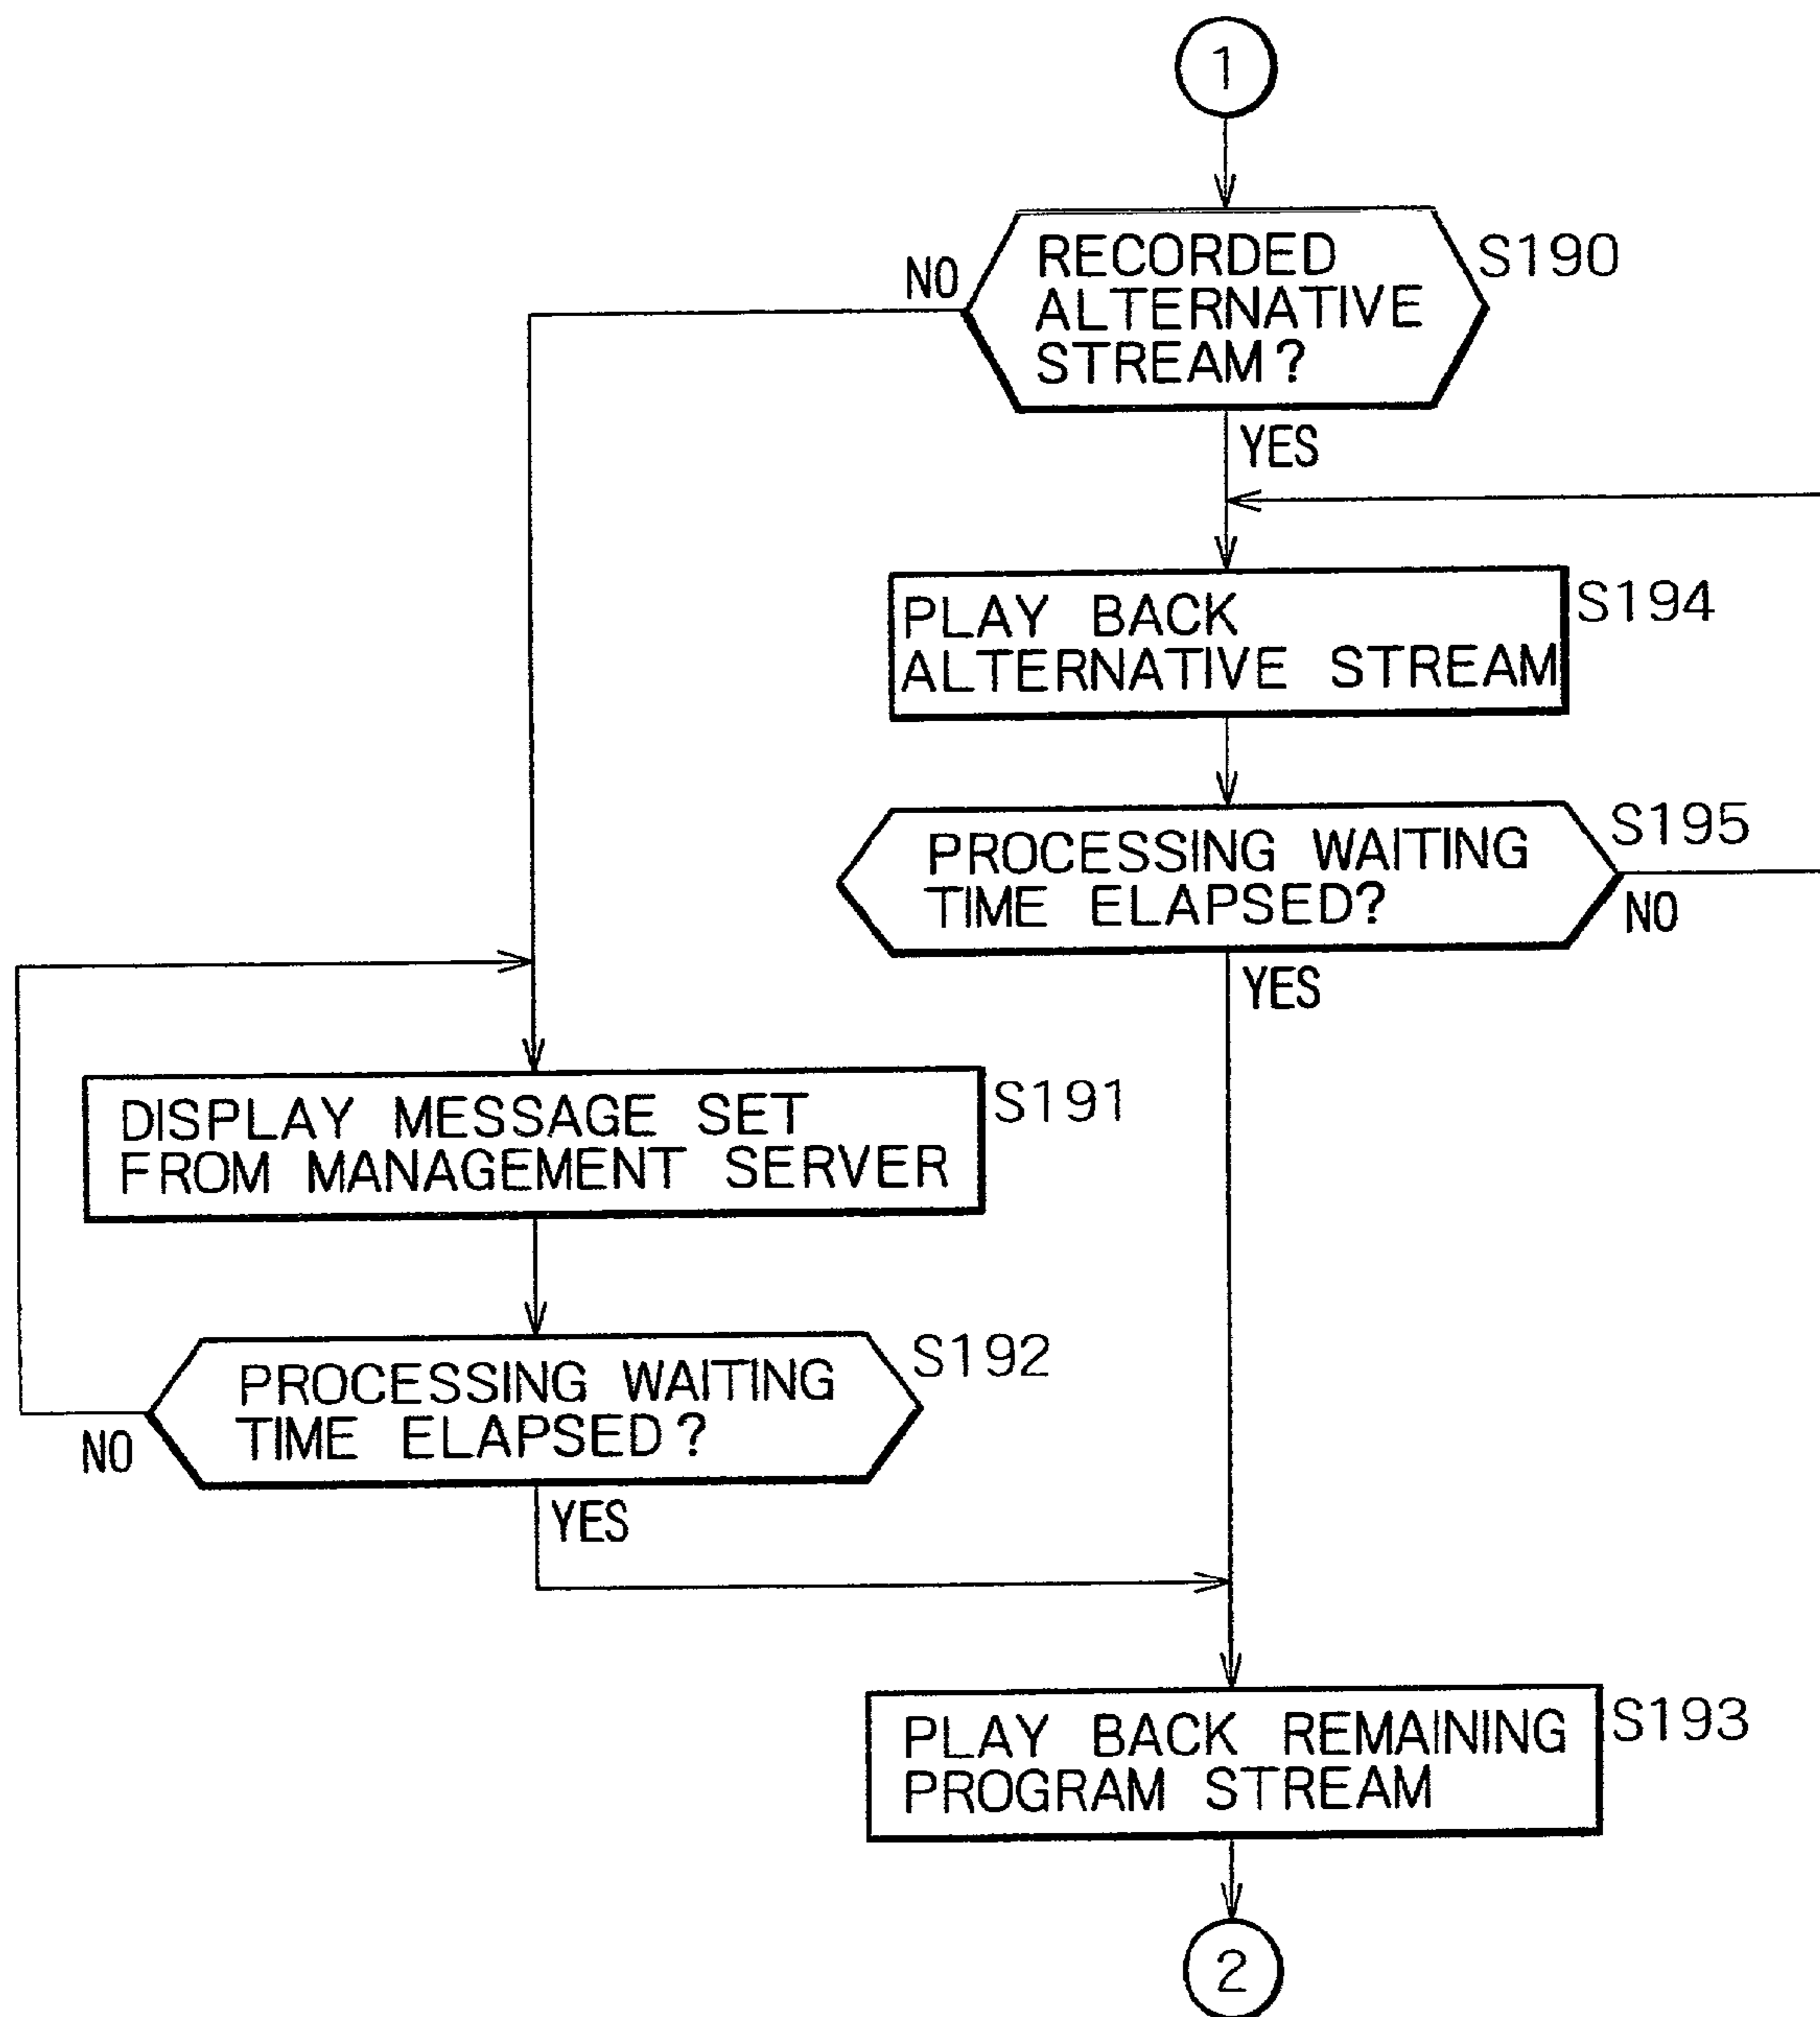 1
RECORDED
ALTERNATIVE
STREAM?
S190
NO
YES
PLAY BACK
ALTERNATIVE STREAM
S194
PROCESSING WAITING
TIME ELAPSED?
S195
NO
YES
DISPLAY MESSAGE SET
FROM MANAGEMENT SERVER
S191
PROCESSING WAITING
TIME ELAPSED?
S192
NO
YES
PLAY BACK REMAINING
PROGRAM STREAM
S193
2